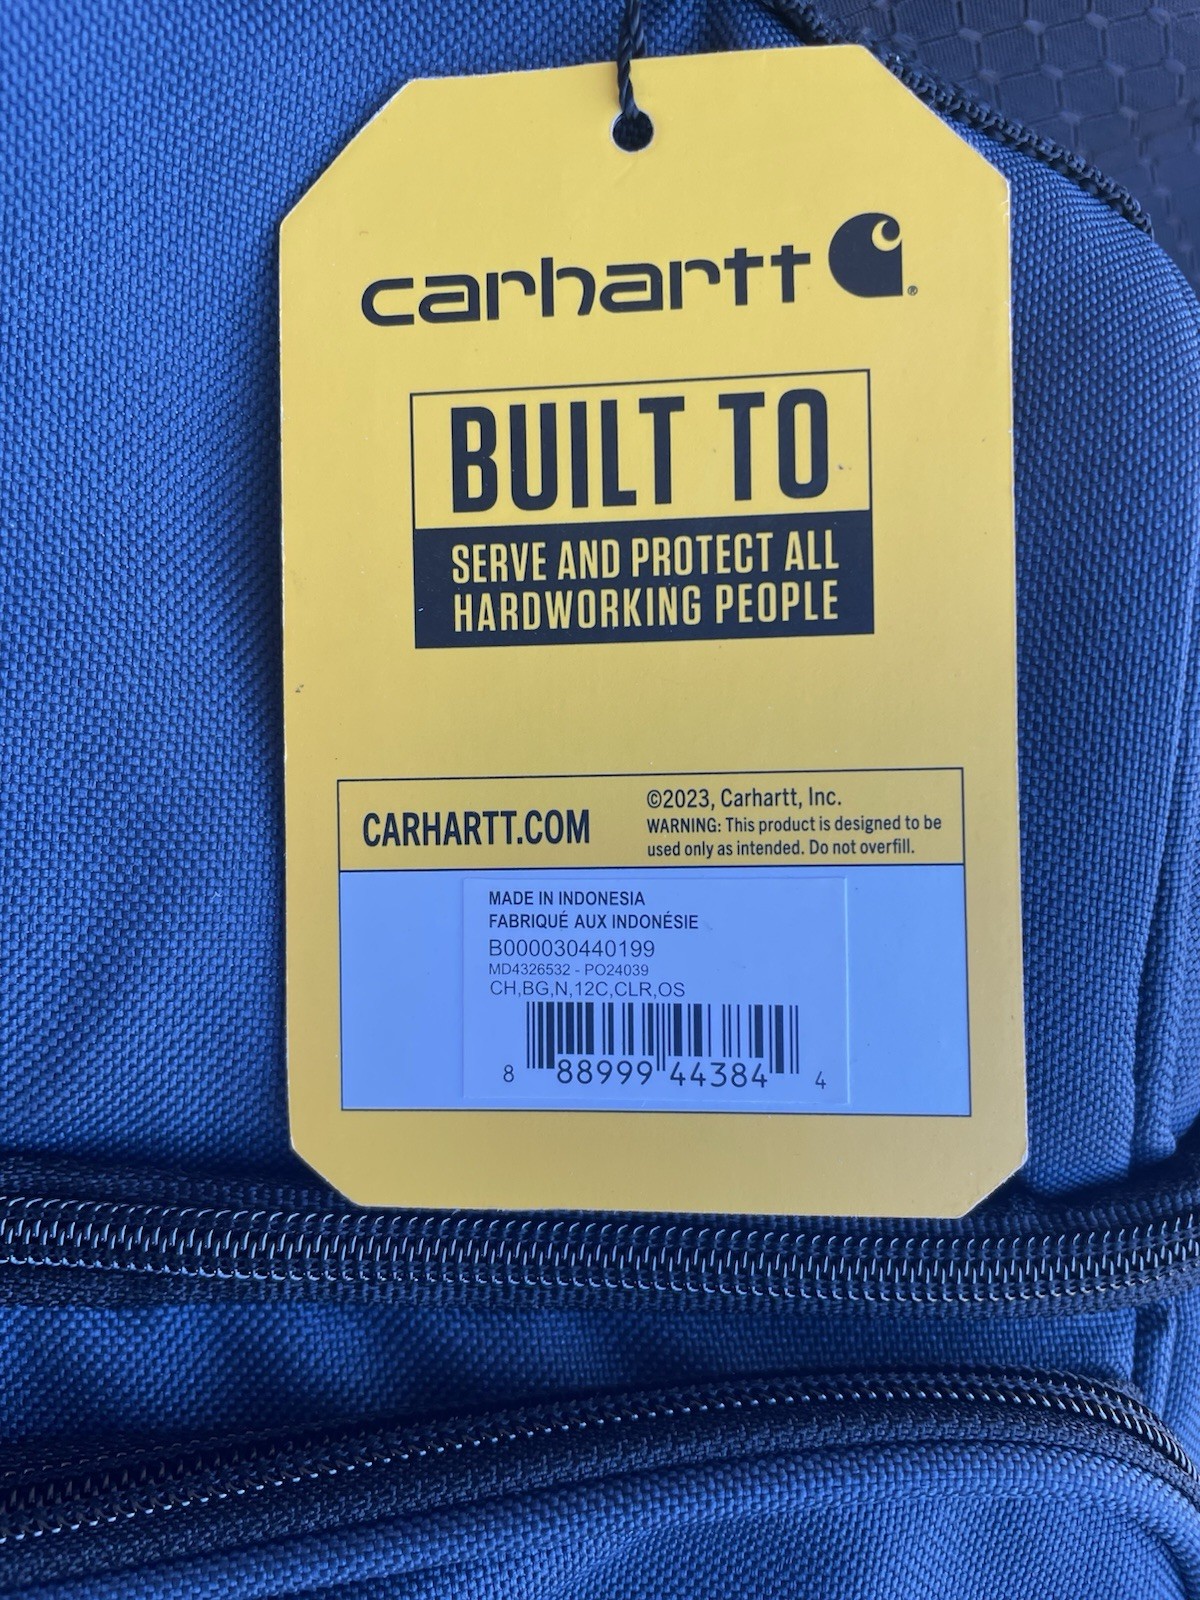 carhartt
BUILT TO
SERVE AND PROTECT ALL
HARDWORKING PEOPLE
CARHARTT.COM
©2023, Carhartt, Inc.
WARNING: This product is designed to be
used only as intended. Do not overfill.
MADE IN INDONESIA
FABRIQUÉ AUX INDONÉSIE
B000030440199
MD4326532 - PO24039
CH,BG,N,12C,CLR,OS
8 88999 44384 4